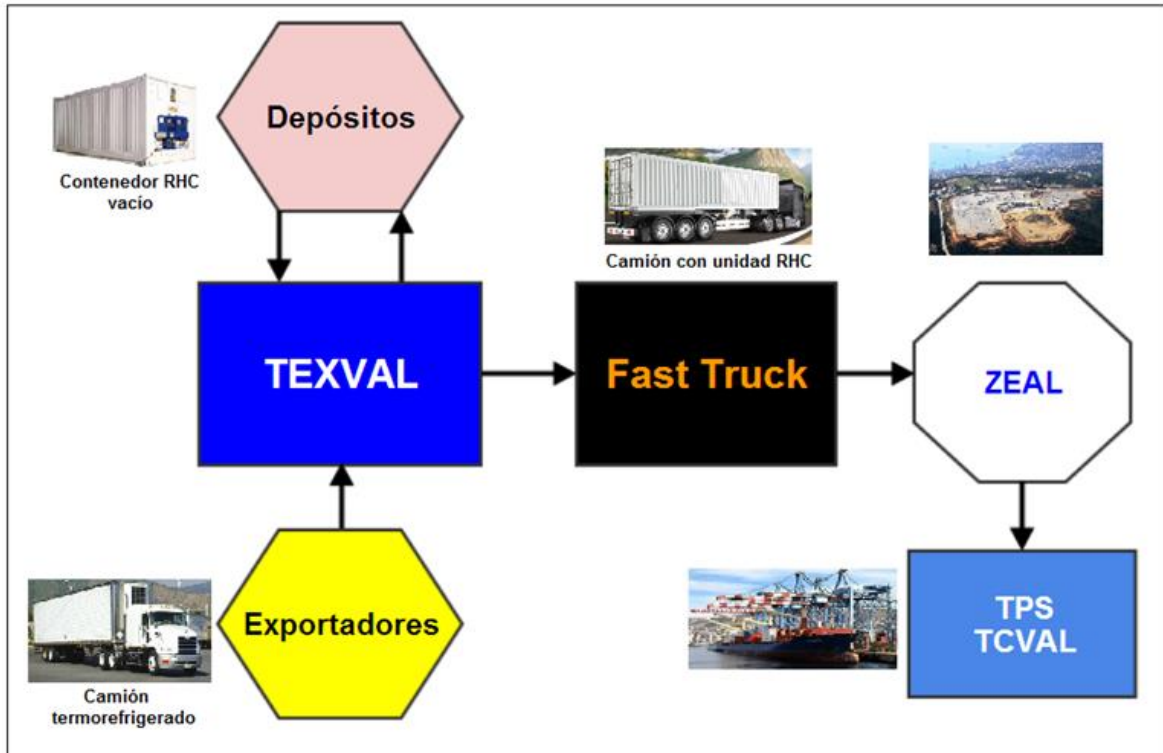 Depósitos
Contenedor RHC
vacío
Camión con unidad RHC
TEXVAL
Fast Truck
ZEAL
Exportadores
Camión
termorefrigerado
TPS
TCVAL